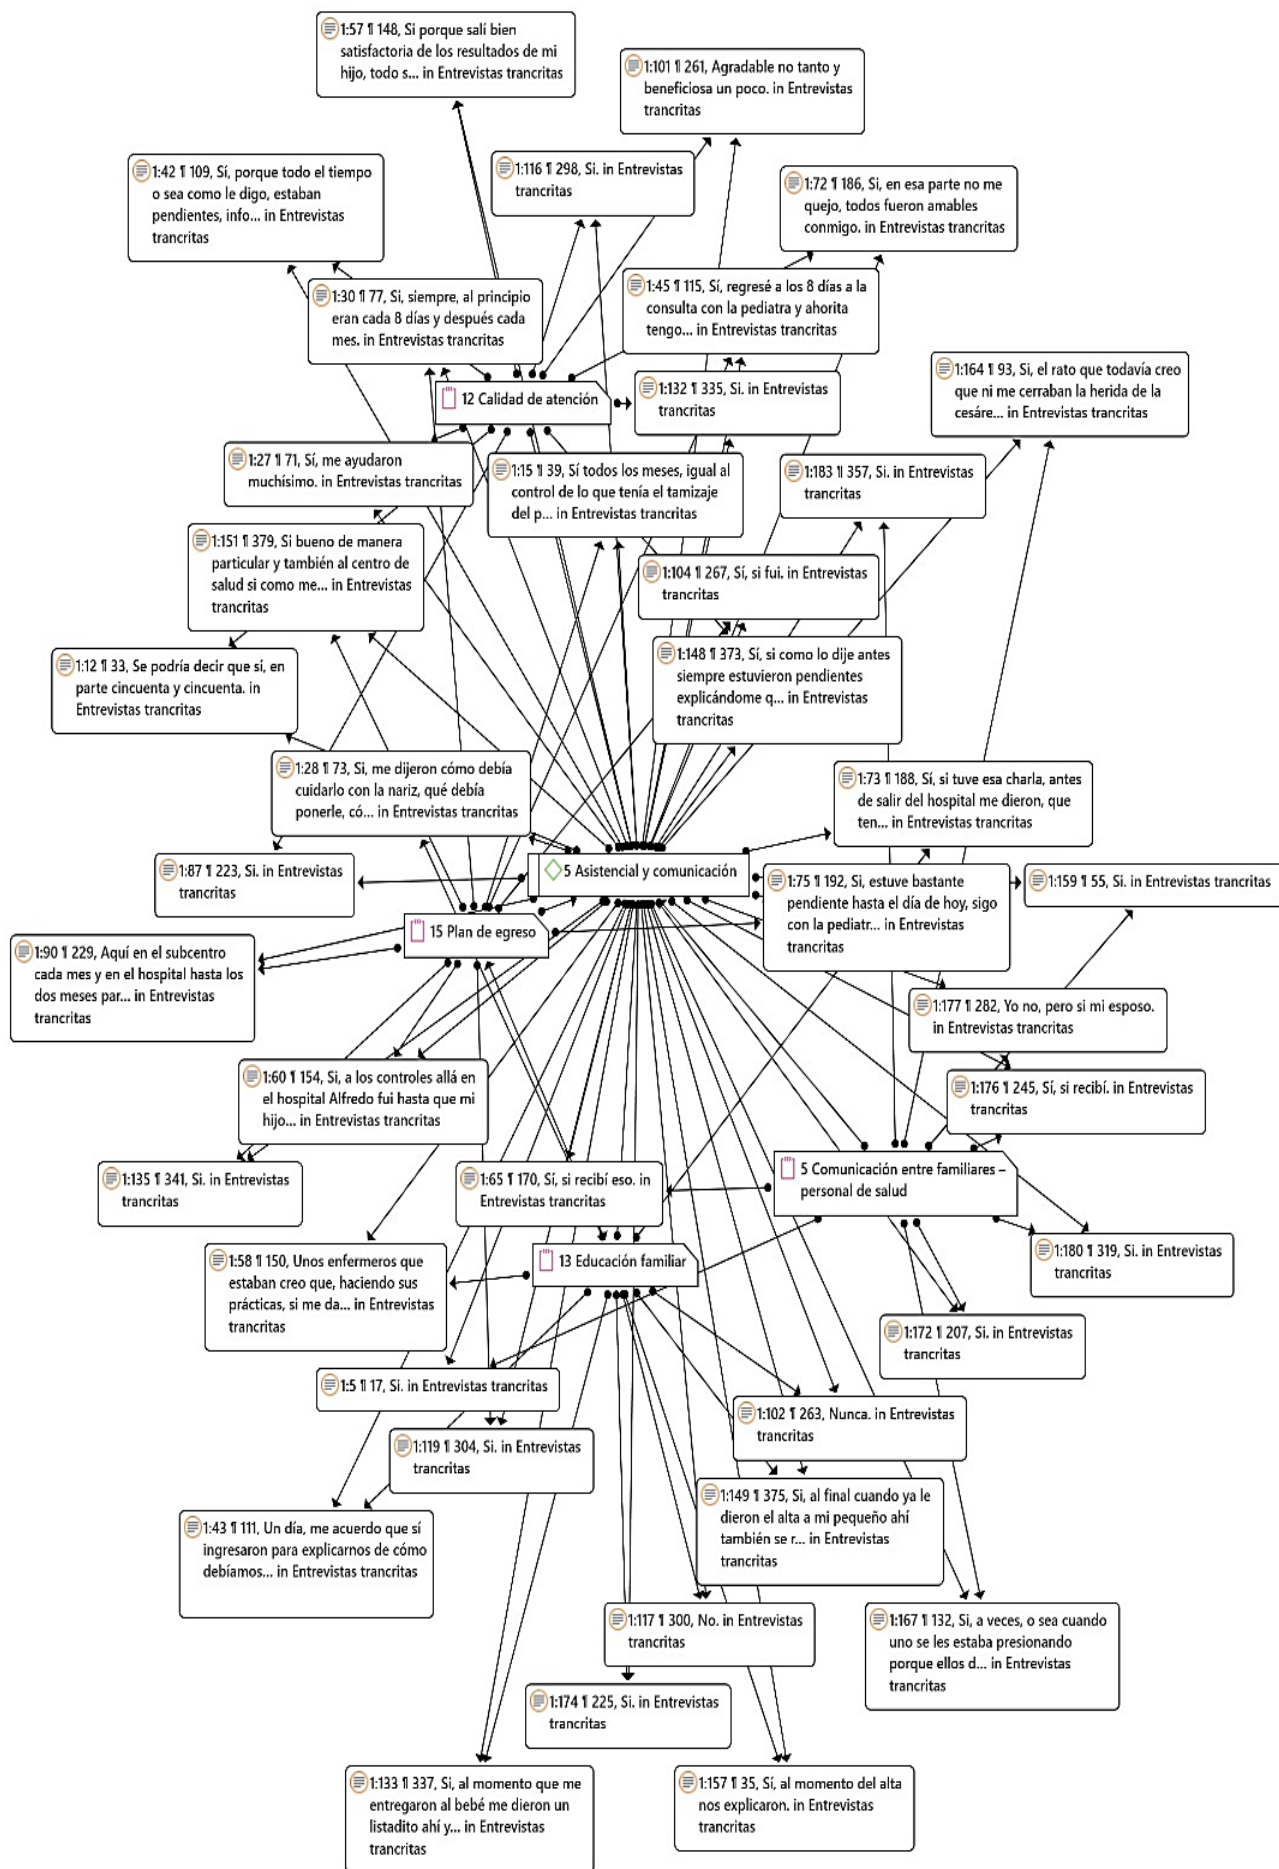 1:57 ¶ 148, Si porque salí bien
satisfactoria de los resultados de mi
hijo, todo s... in Entrevistas
trancritas
1:101 ¶ 261, Agradable no tanto y
beneficiosa un poco. in Entrevistas
trancritas
1:42 ¶ 109, Sí, porque todo el tiempo
o sea como le digo, estaban
pendientes, info... in Entrevistas
trancritas
1:116 ¶ 298, Si. in Entrevistas
trancritas
1:72 ¶ 186, Si, en esa parte no me
quejo, todos fueron amables
conmigo. in Entrevistas trancritas
1:30 ¶ 77, Si, siempre, al principio
eran cada 8 días y después cada
mes. in Entrevistas trancritas
1:45 ¶ 115, Sí, regresé a los 8 días a la
consulta con la pediatra y ahorita
tengo... in Entrevistas trancritas
12 Calidad de atención
1:132 ¶ 335, Si. in Entrevistas
trancritas
1:164 ¶ 93, Si, el rato que todavía creo
que ni me cerraban la herida de la
cesáre... in Entrevistas trancritas
1:27 ¶ 71, Sí, me ayudaron
muchísimo. in Entrevistas trancritas
1:15 ¶ 39, Sí todos los meses, igual al
control de lo que tenía el tamizaje
del p... in Entrevistas trancritas
1:183 ¶ 357, Si. in Entrevistas
trancritas
1:151 ¶ 379, Si bueno de manera
particular y también al centro de
salud si como me... in Entrevistas
trancritas
1:104 ¶ 267, Sí, si fui. in Entrevistas
trancritas
1:12 ¶ 33, Se podría decir que sí, en
parte cincuenta y cincuenta. in
Entrevistas trancritas
1:148 ¶ 373, Sí, si como lo dije antes
siempre estuvieron pendientes
explicándome q... in Entrevistas
trancritas
1:28 ¶ 73, Si, me dijeron cómo debía
cuidarlo con la nariz, qué debía
ponerle, có... in Entrevistas
trancritas
1:73 ¶ 188, Sí, si tuve esa charla, antes
de salir del hospital me dieron, que
ten... in Entrevistas trancritas
1:87 ¶ 223, Si. in Entrevistas
trancritas
5 Asistencial y comunicación
1:75 ¶ 192, Si, estuve bastante
pendiente hasta el día de hoy, sigo
con la pediatr... in Entrevistas
trancritas
1:159 ¶ 55, Si. in Entrevistas trancritas
15 Plan de egreso
1:90 ¶ 229, Aquí en el subcentro
cada mes y en el hospital hasta los
dos meses par... in Entrevistas
trancritas
1:177 ¶ 282, Yo no, pero si mi esposo.
in Entrevistas trancritas
1:60 ¶ 154, Si, a los controles allá en
el hospital Alfredo fui hasta que mi
hijo... in Entrevistas trancritas
1:176 ¶ 245, Sí, si recibí. in Entrevistas
trancritas
1:135 ¶ 341, Si. in Entrevistas
trancritas
1:65 ¶ 170, Sí, si recibí eso. in
Entrevistas trancritas
5 Comunicación entre familiares –
personal de salud
1:58 ¶ 150, Unos enfermeros que
estaban creo que, haciendo sus
prácticas, si me da... in Entrevistas
trancritas
13 Educación familiar
1:180 ¶ 319, Si. in Entrevistas
trancritas
1:172 ¶ 207, Si. in Entrevistas
trancritas
1:5 ¶ 17, Si. in Entrevistas trancritas
1:102 ¶ 263, Nunca. in Entrevistas
trancritas
1:119 ¶ 304, Si. in Entrevistas
trancritas
1:149 ¶ 375, Si, al final cuando ya le
dieron el alta a mi pequeño ahí
también se r... in Entrevistas
trancritas
1:43 ¶ 111, Un día, me acuerdo que sí
ingresaron para explicarnos de cómo
debíamos... in Entrevistas trancritas
1:117 ¶ 300, No. in Entrevistas
trancritas
1:167 ¶ 132, Si, a veces, o sea cuando
uno se les estaba presionando
porque ellos d... in Entrevistas
trancritas
1:174 ¶ 225, Si. in Entrevistas
trancritas
1:133 ¶ 337, Si, al momento que me
entregaron al bebé me dieron un
listadito ahí y... in Entrevistas
trancritas
1:157 ¶ 35, Sí, al momento del alta
nos explicaron. in Entrevistas
trancritas